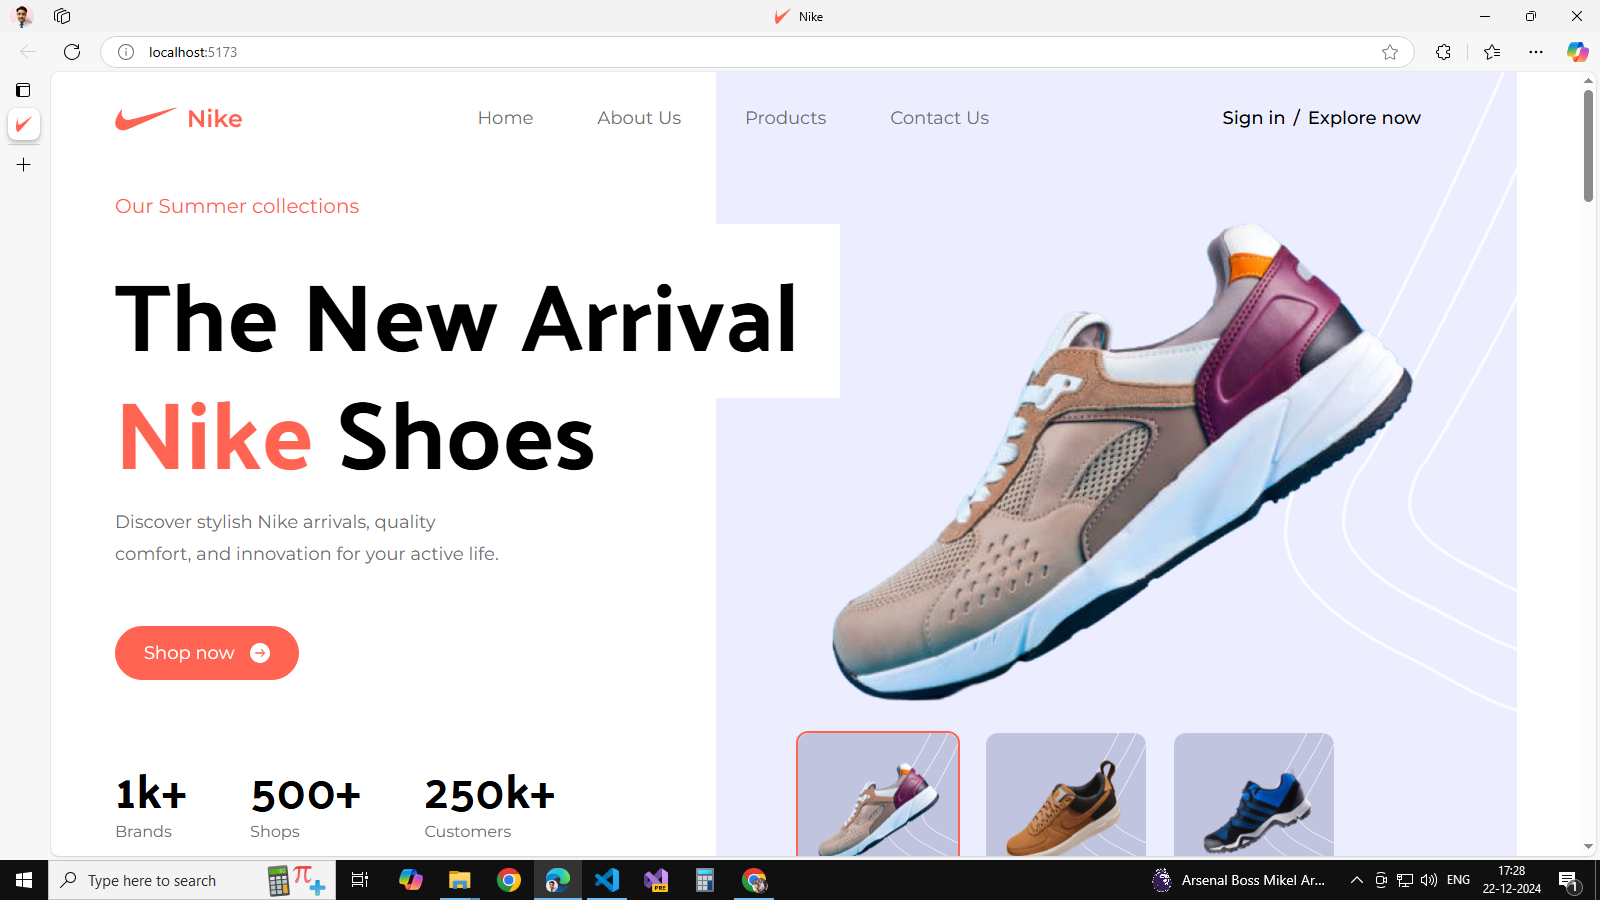 Nike
localhost:5173
Nike
Home
About Us
Products
Contact Us
Sign in / Explore now
Our Summer collections
The New Arrival
Nike Shoes
Discover stylish Nike arrivals, quality
comfort, and innovation for your active life.
Shop now
1k+
500+
250k+
Brands
Shops
Customers
Type here to search
PRE
Arsenal Boss Mikel Ar...
ENG
17:28
22-12-2024
1